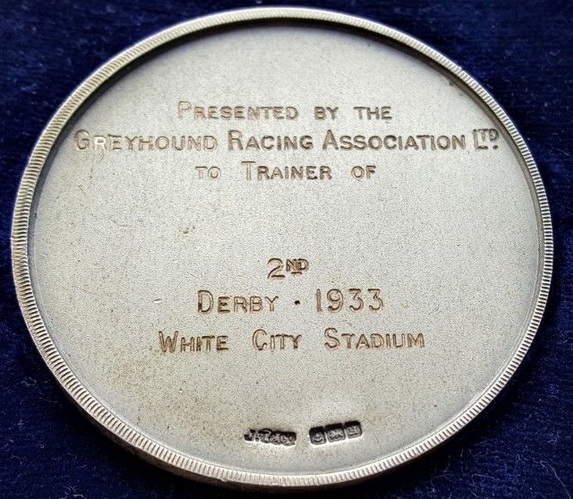 PRESENTED BY THE
GREYHOUND RACING ASSOCIATION LTD.
TO TRAINER OF
2ND
DERBY · 1933
WHITE CITY STADIUM